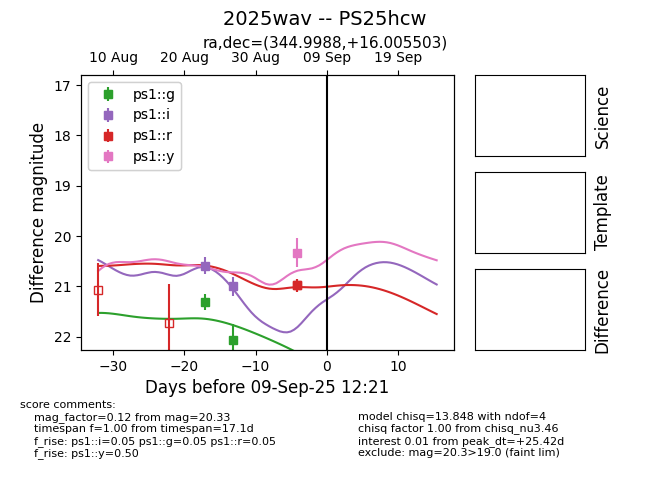 2025wav -- PS25hcw
ra,dec=(344.9988,+16.005503)
10 Aug 20 Aug 30 Aug 09 Sep 19 Sep
17
18
19
20
21
22
Difference magnitude
ps1::g
ps1::i
ps1::r
ps1::y
−30 −20 −10 0 10
Days before 09-Sep-25 12:21
Science
Template
Difference
score comments:
mag_factor=0.12 from mag=20.33
timespan f=1.00 from timespan=17.1d
f_rise: ps1::i=0.05 ps1::g=0.05 ps1::r=0.05
f_rise: ps1::y=0.50
model chisq=13.848 with ndof=4
chisq factor 1.00 from chisq_nu3.46
interest 0.01 from peak_dt=+25.42d
exclude: mag=20.3>19.0 (faint lim)